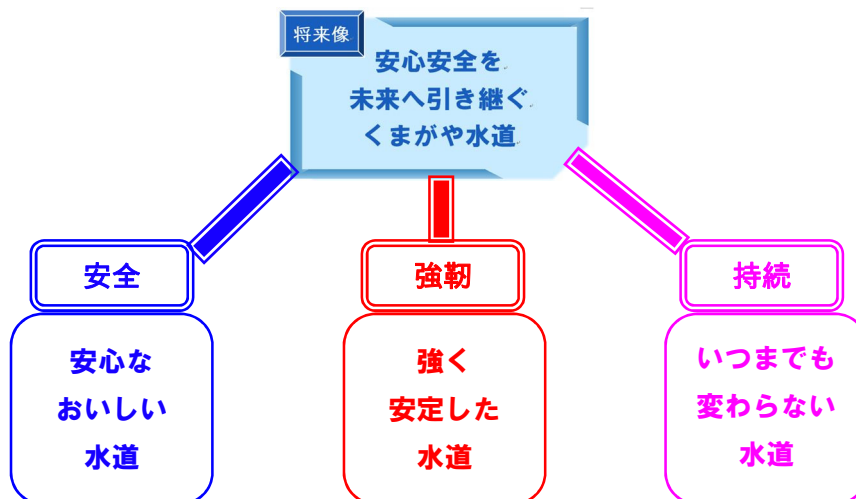 将来像
安心安全を
未来へ引き継ぐ
くまがや水道
安全
安心な
おいしい
水道
強靭
強く
安定した
水道
持続
いつまでも
変わらない
水道